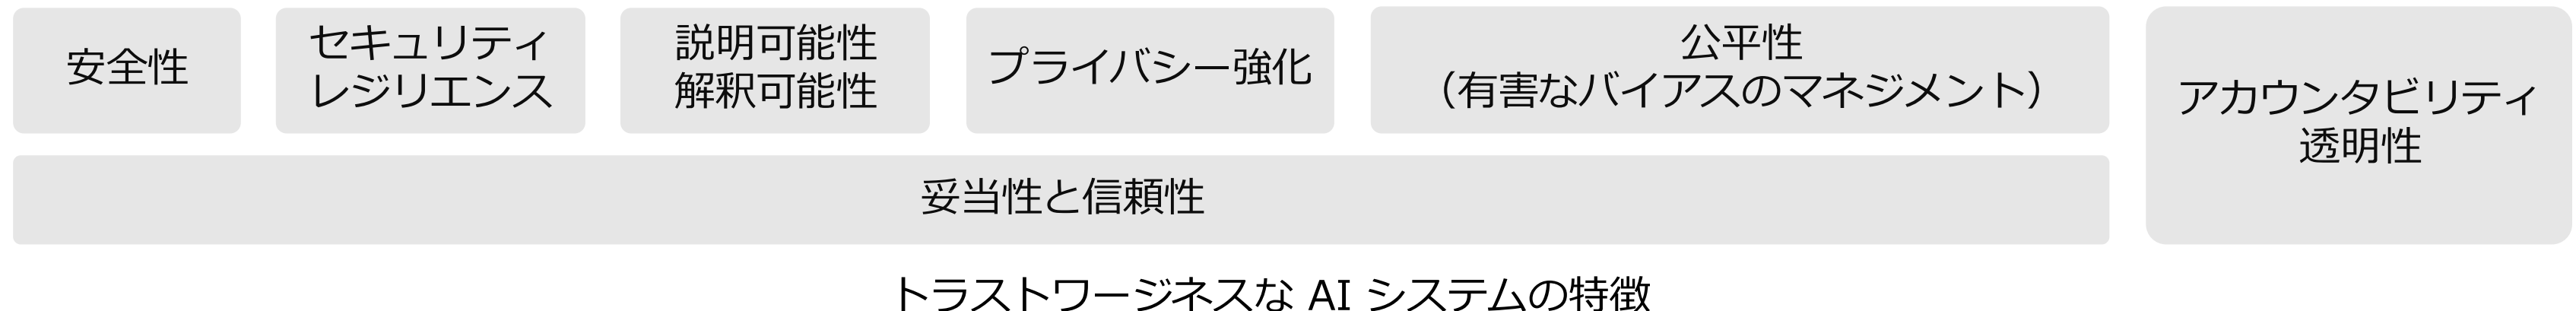 安全性
セキュリティ
レジリエンス
説明可能性
解釈可能性
プライバシー強化
公平性
（有害なバイアスのマネジメント）
アカウンタビリティ
透明性
妥当性と信頼性
トラストワージネスな AI システムの特徴